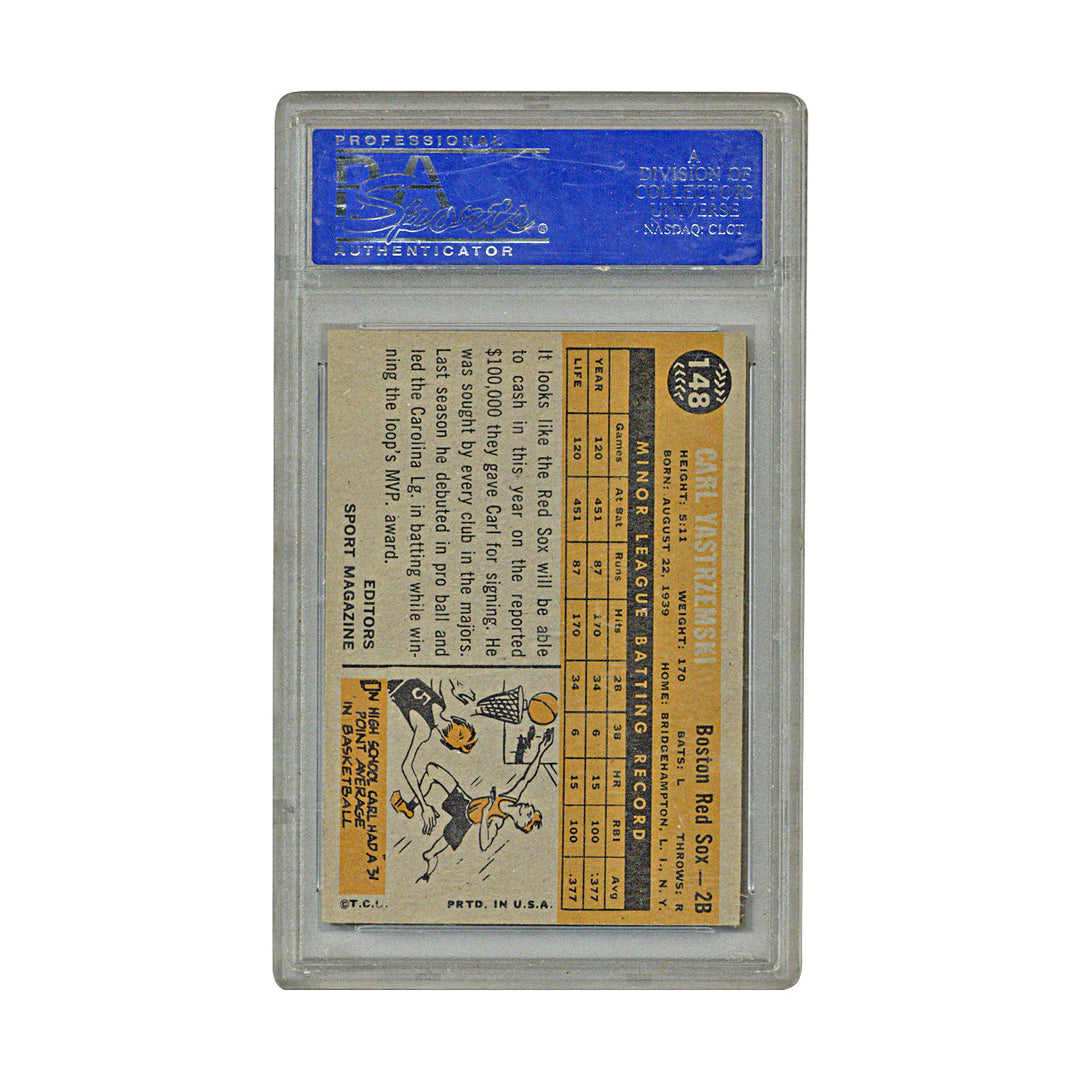 PROFESSIONAL
PSA
Sports®
AUTHENTICATOR
A
DIVISION OF
COLLECTORS
UNIVERSE
NASDAQ: CLCT
148
CARL YASTRZEMSKI Boston Red Sox — 2B
HEIGHT: 5:11 WEIGHT: 170 BATS: L THROWS: R
BORN: AUGUST 22, 1939 HOME: BRIDGEHAMPTON, L. I., N. Y.
MINOR LEAGUE BATTING RECORD
Games At Bat Runs Hits 2B 3B HR RBI Avg
YEAR 120 451 87 170 34 6 15 100 .377
LIFE 120 451 87 170 34 6 15 100 .377
It looks like the Red Sox will be able
to cash in this year on the reported
$100,000 they gave Carl for signing. He
was sought by every club in the majors.
Last season he debuted in pro ball and
led the Carolina Lg. in batting while win-
ning the loop's MVP. award.
EDITORS
SPORT MAGAZINE
5
IN HIGH SCHOOL CARL HAD A 31
POINT AVERAGE
IN BASKETBALL
©T.C.G. PRTD. IN U.S.A.